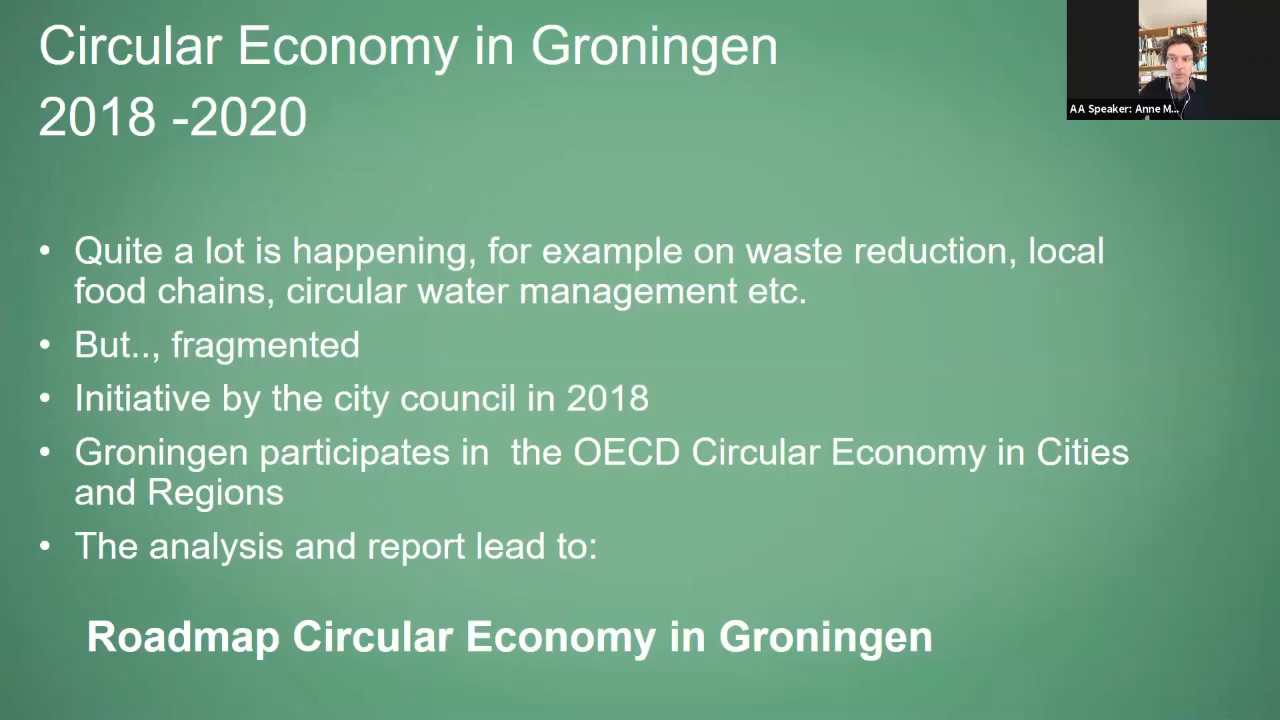 Circular Economy in Groningen
2018 -2020
AA Speaker: Anne M...
• Quite a lot is happening, for example on waste reduction, local
food chains, circular water management etc.
• But.., fragmented
• Initiative by the city council in 2018
• Groningen participates in  the OECD Circular Economy in Cities
and Regions
• The analysis and report lead to:
Roadmap Circular Economy in Groningen